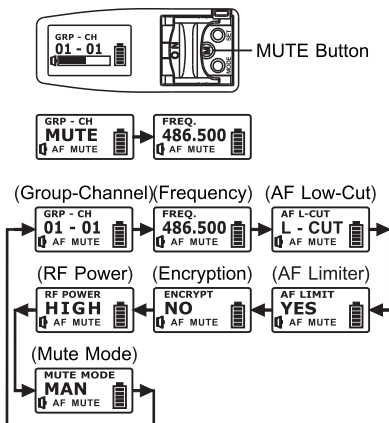 GRP - CH
01 - 01
ON
SET
M
MODE
MUTE Button
GRP - CH
MUTE
AF MUTE
FREQ.
486.500
AF MUTE
(Group-Channel) (Frequency) (AF Low-Cut)
GRP - CH
01 - 01
AF MUTE
FREQ.
486.500
AF MUTE
AF L-CUT
L - CUT
AF MUTE
(RF Power) (Encryption) (AF Limiter)
RF POWER
HIGH
AF MUTE
ENCRYPT
NO
AF MUTE
AF LIMIT
YES
AF MUTE
(Mute Mode)
MUTE MODE
MAN
AF MUTE